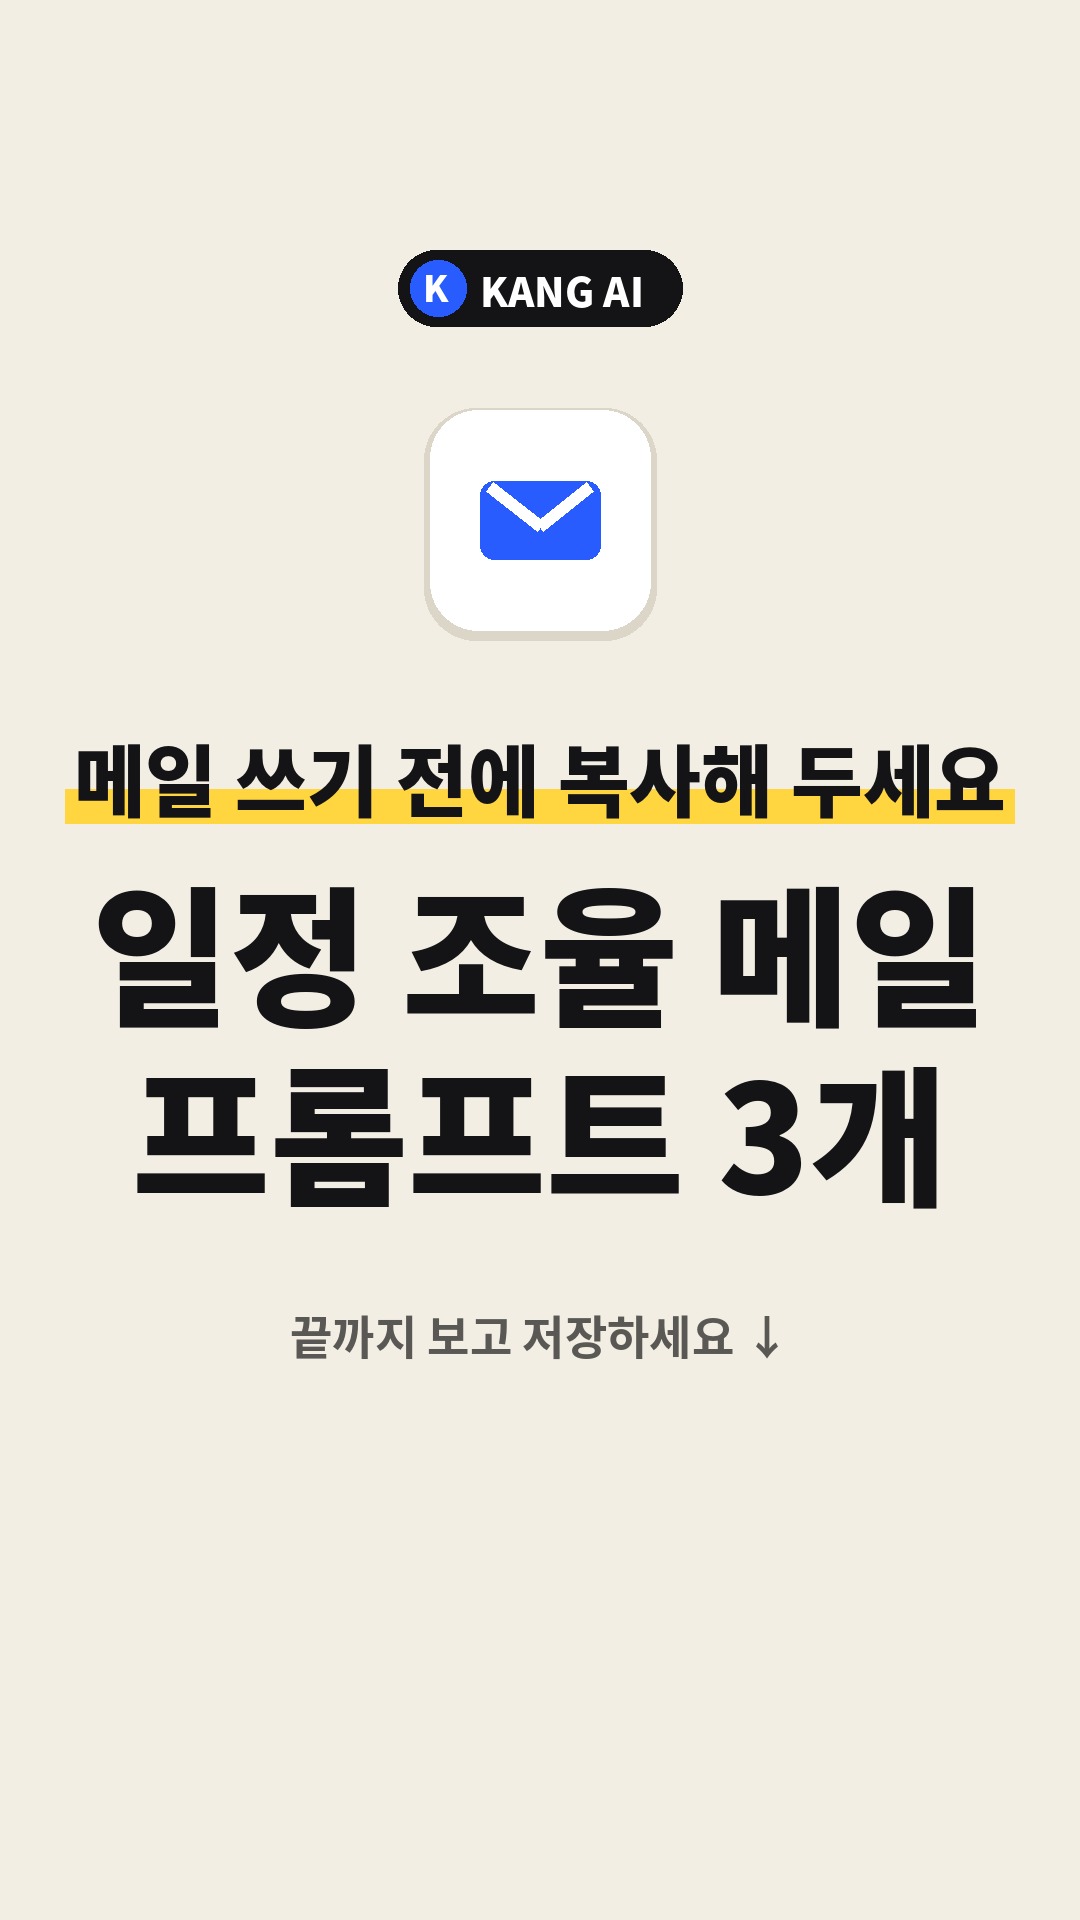 K KANG AI
메일 쓰기 전에 복사해 두세요
일정 조율 메일
프롬프트 3개
끝까지 보고 저장하세요 ↓